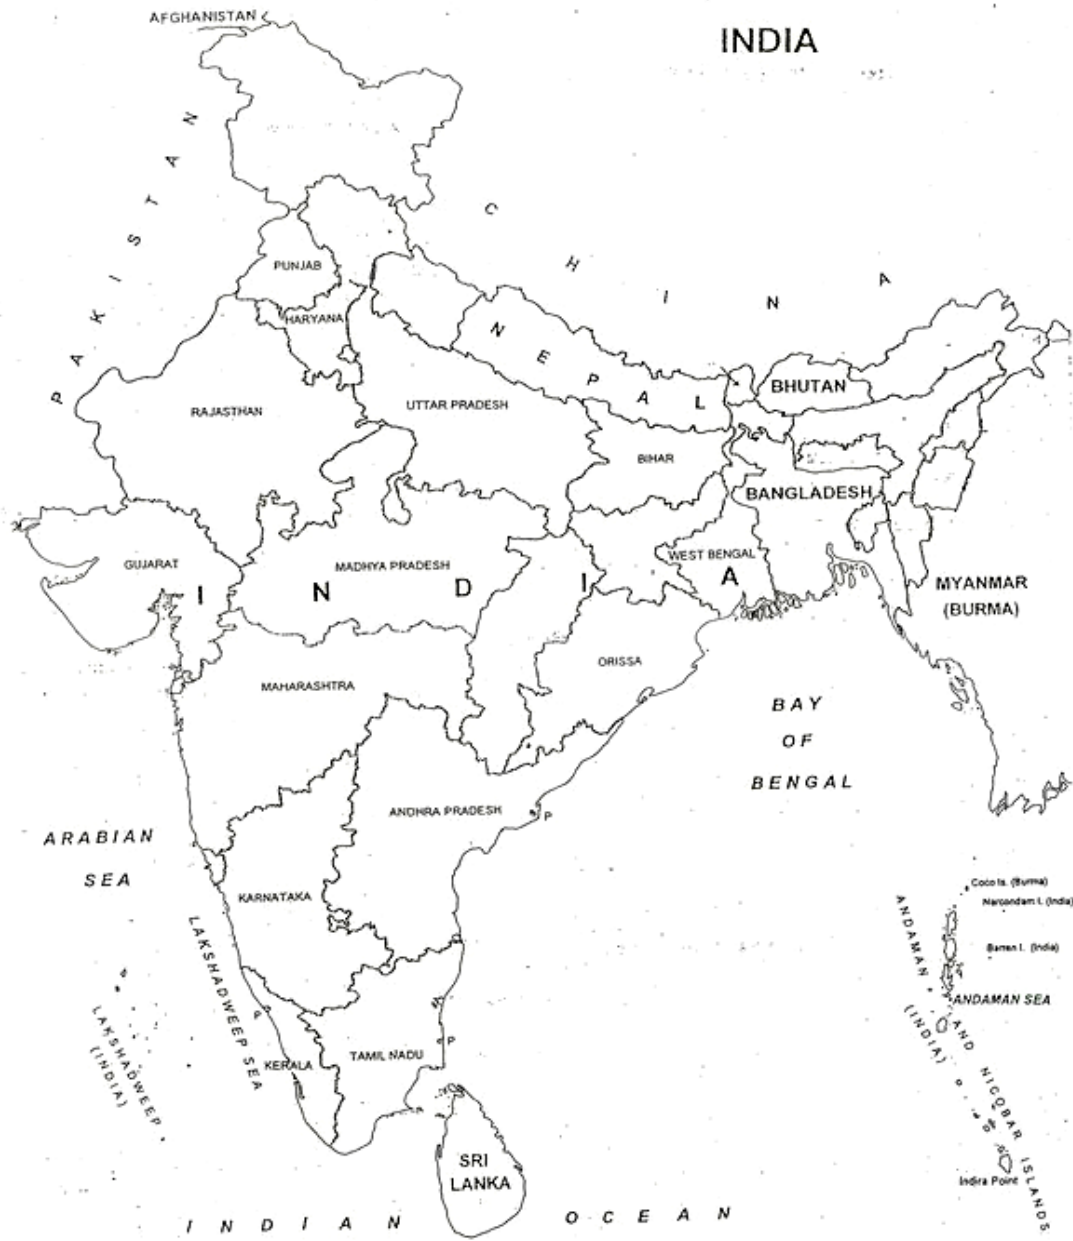 AFGHANISTAN
INDIA
PAKISTAN
CHINA
PUNJAB
HARYANA
NEPAL
BHUTAN
RAJASTHAN
UTTAR PRADESH
BIHAR
BANGLADESH
GUJARAT
MADHYA PRADESH
WEST BENGAL
INDIA
MYANMAR
(BURMA)
ORISSA
MAHARASHTRA
BAY
OF
BENGAL
ANDHRA PRADESH
P
ARABIAN
SEA
KARNATAKA
Coco Is. (Burma)
Narcondam I. (India)
Barren I. (India)
ANDAMAN SEA
ANDAMAN AND NICOBAR ISLANDS
(INDIA)
LAKSHADWEEP SEA
LAKSHADWEEP
(INDIA)
P
KERALA
TAMIL NADU
SRI
LANKA
Indira Point
INDIAN OCEAN